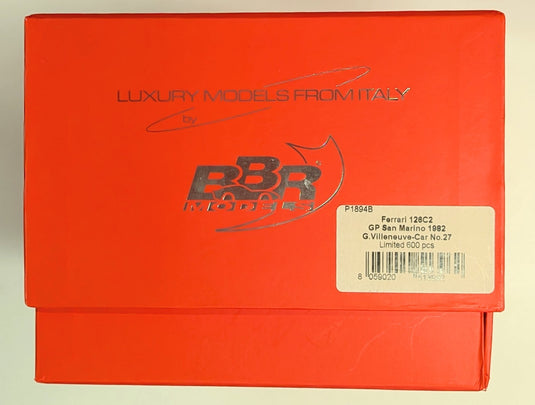 LUXURY MODELS FROM ITALY
by
BBR
MODELS
P1894B
Ferrari 126C2
GP San Marino 1982
G.Villeneuve-Car No.27
Limited 600 pcs
8 059020